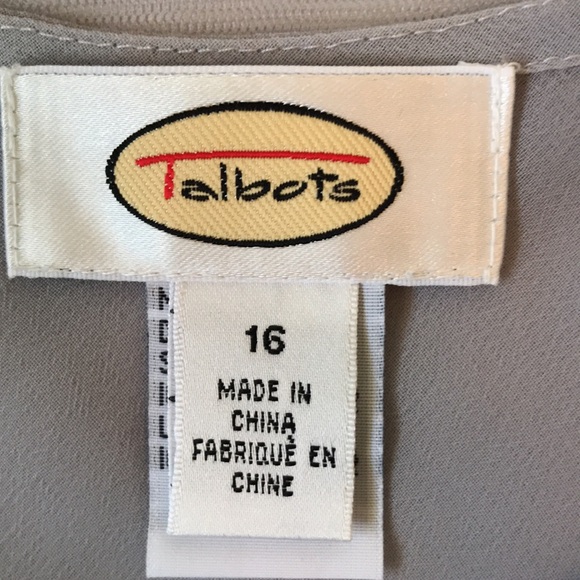 Talbots
16
MADE IN
CHINA
FABRIQUÉ EN
CHINE